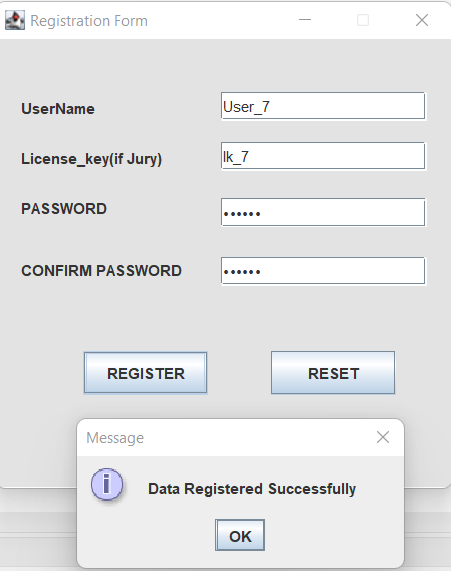 Registration Form
UserName
User_7
License_key(if Jury)
lk_7
PASSWORD
••••••
CONFIRM PASSWORD
••••••
REGISTER
RESET
Message
i
Data Registered Successfully
OK